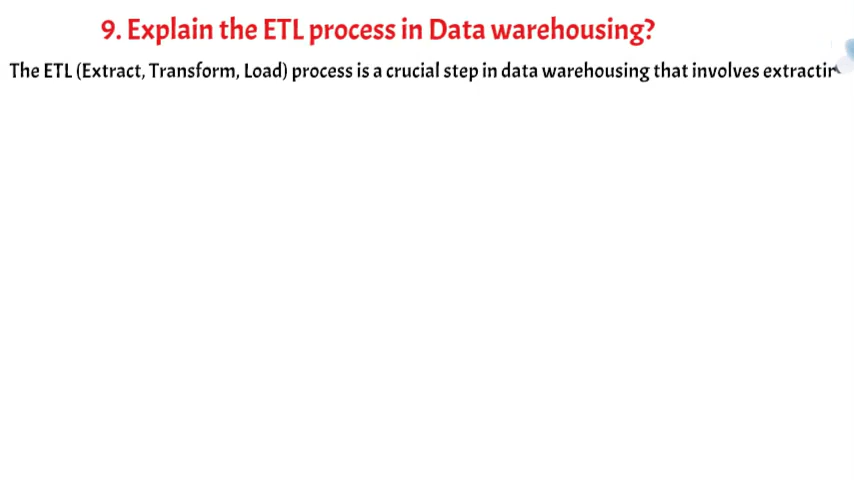 9. Explain the ETL process in Data warehousing?
The ETL (Extract, Transform, Load) process is a crucial step in data warehousing that involves